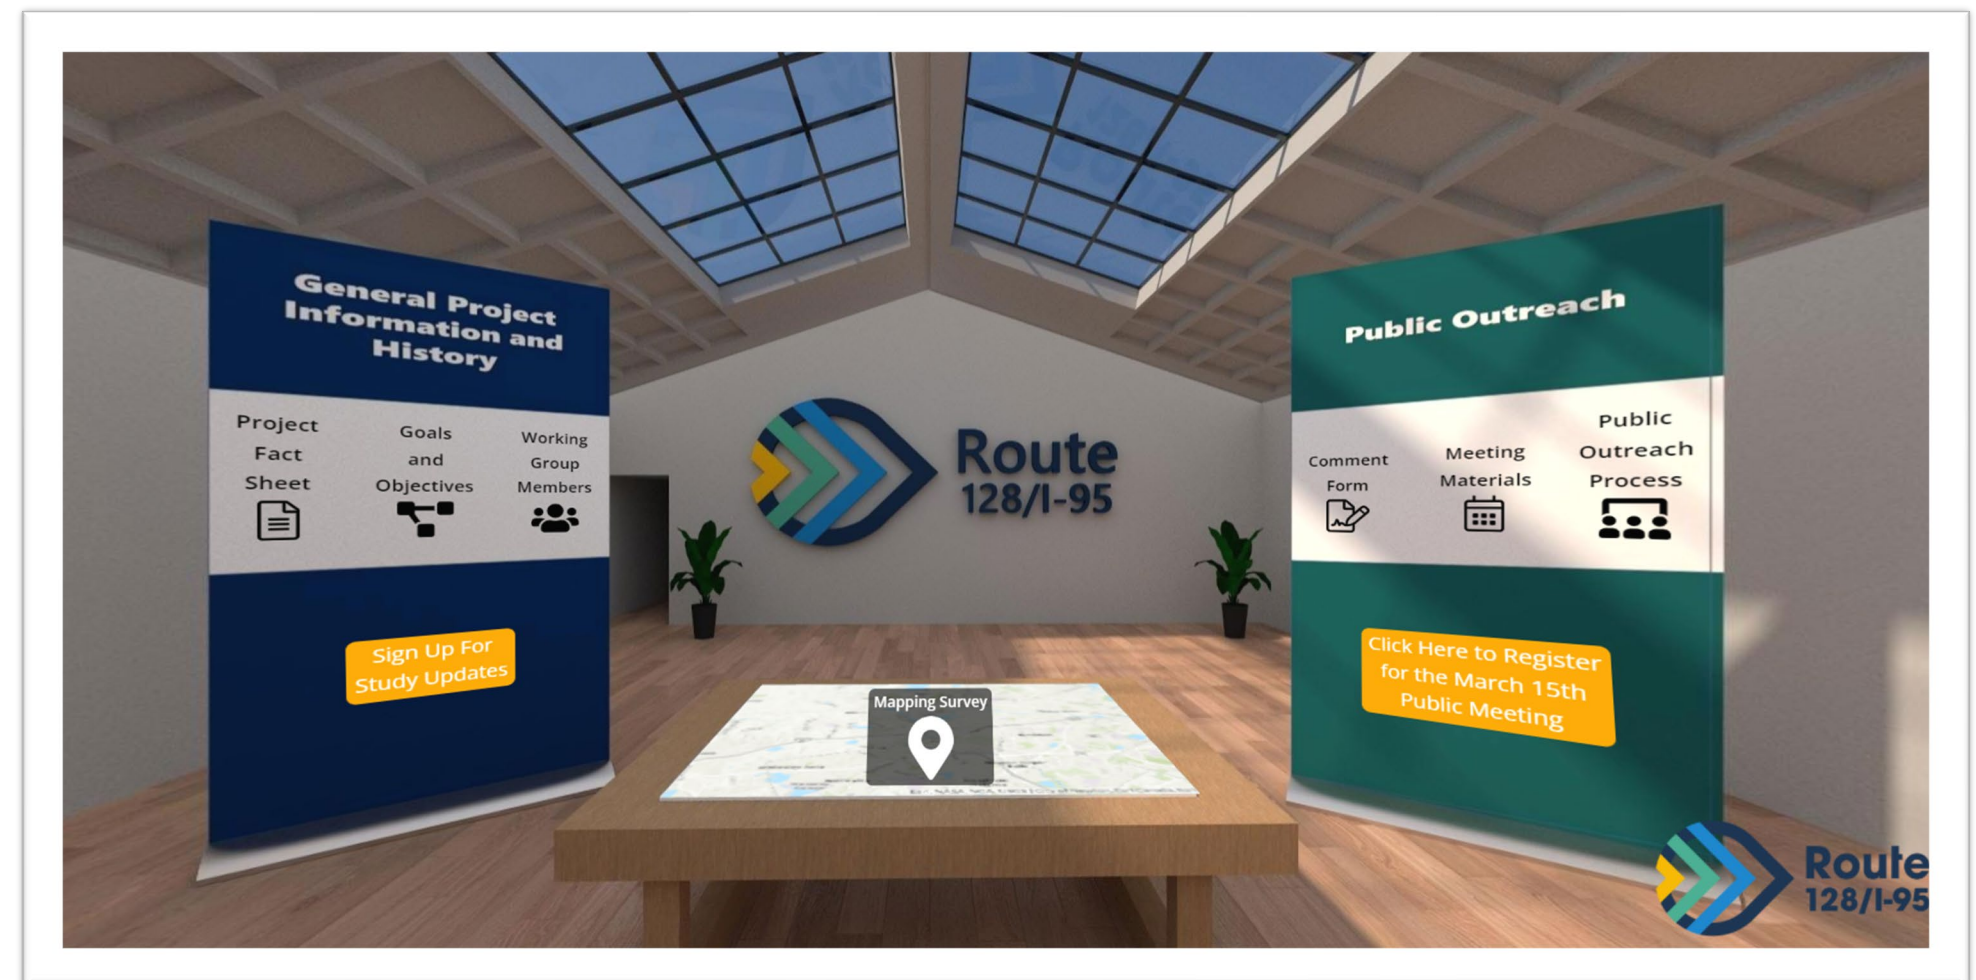 General Project
Information and
History
Project
Fact
Sheet
Goals
and
Objectives
Working
Group
Members
Sign Up For
Study Updates
Route
128/I-95
Mapping Survey
Public Outreach
Comment
Form
Meeting
Materials
Public
Outreach
Process
Click Here to Register
for the March 15th
Public Meeting
Route
128/I-95